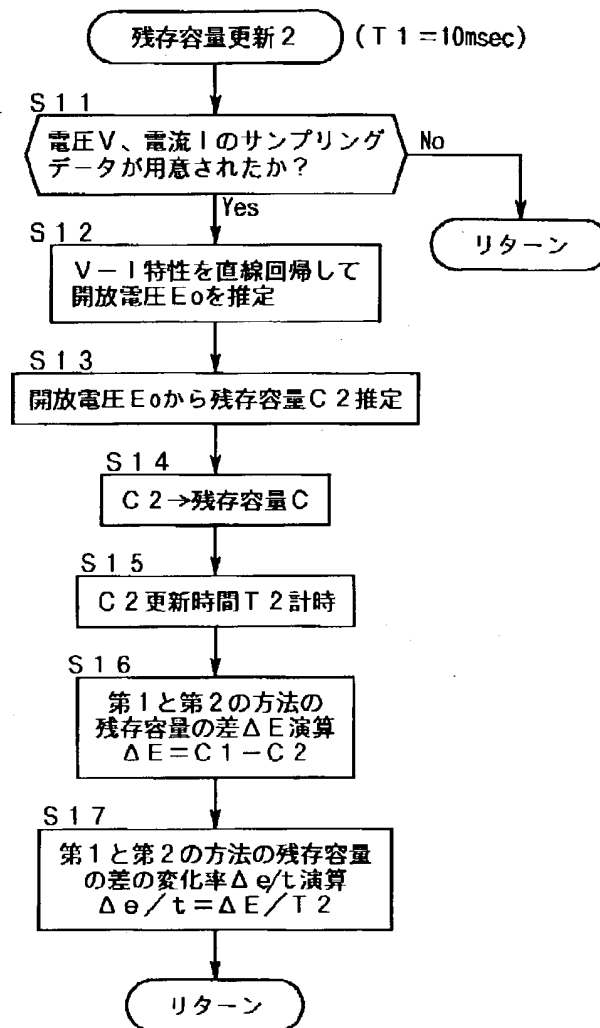 残存容量更新2 (T1=10msec)
S11
電圧V、電流Iのサンプリング
データが用意されたか?
No
Yes
リターン
S12
V−I特性を直線回帰して
開放電圧Eoを推定
S13
開放電圧Eoから残存容量C2推定
S14
C2→残存容量C
S15
C2更新時間T2計時
S16
第1と第2の方法の
残存容量の差ΔE演算
ΔE=C1−C2
S17
第1と第2の方法の残存容量
の差の変化率Δe/t演算
Δe/t=ΔE/T2
リターン